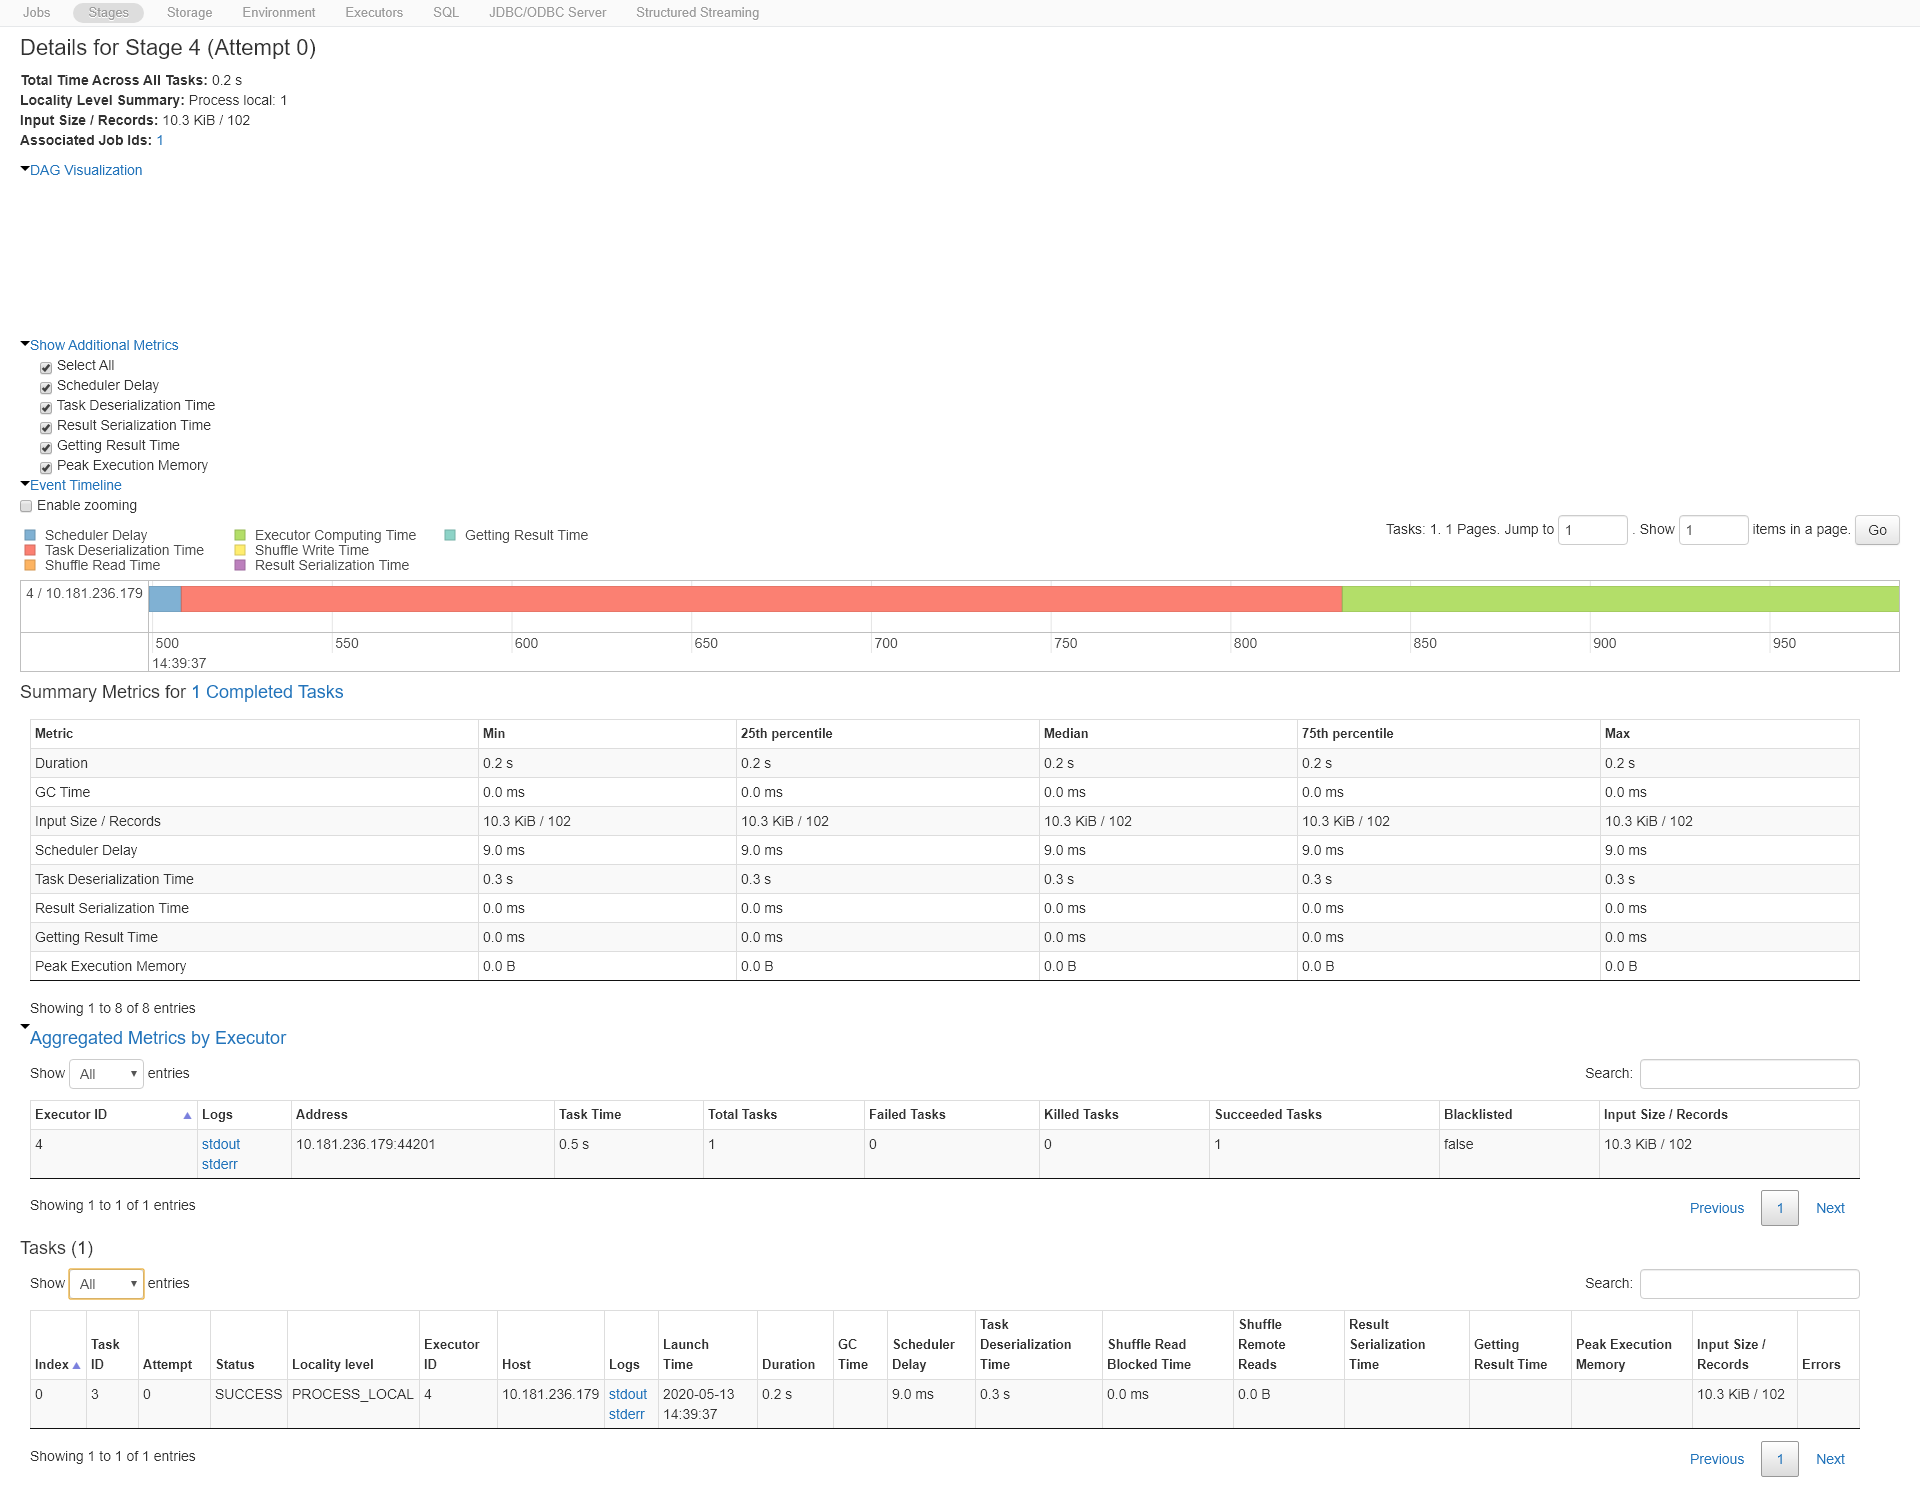 Jobs Stages Storage Environment Executors SQL JDBC/ODBC Server Structured Streaming
Details for Stage 4 (Attempt 0)
Total Time Across All Tasks: 0.2 s
Locality Level Summary: Process local: 1
Input Size / Records: 10.3 KiB / 102
Associated Job Ids: 1
DAG Visualization
Show Additional Metrics
Select All
Scheduler Delay
Task Deserialization Time
Result Serialization Time
Getting Result Time
Peak Execution Memory
Event Timeline
Enable zooming
Tasks: 1. 1 Pages. Jump to 1 . Show 1 items in a page. Go
Scheduler Delay Executor Computing Time Getting Result Time
Task Deserialization Time Shuffle Write Time
Shuffle Read Time Result Serialization Time
4 / 10.181.236.179
500 550 600 650 700 750 800 850 900 950
14:39:37
Summary Metrics for 1 Completed Tasks
Metric Min 25th percentile Median 75th percentile Max
Duration 0.2 s 0.2 s 0.2 s 0.2 s 0.2 s
GC Time 0.0 ms 0.0 ms 0.0 ms 0.0 ms 0.0 ms
Input Size / Records 10.3 KiB / 102 10.3 KiB / 102 10.3 KiB / 102 10.3 KiB / 102 10.3 KiB / 102
Scheduler Delay 9.0 ms 9.0 ms 9.0 ms 9.0 ms 9.0 ms
Task Deserialization Time 0.3 s 0.3 s 0.3 s 0.3 s 0.3 s
Result Serialization Time 0.0 ms 0.0 ms 0.0 ms 0.0 ms 0.0 ms
Getting Result Time 0.0 ms 0.0 ms 0.0 ms 0.0 ms 0.0 ms
Peak Execution Memory 0.0 B 0.0 B 0.0 B 0.0 B 0.0 B
Showing 1 to 8 of 8 entries
Aggregated Metrics by Executor
Show All entries Search:
Executor ID Logs Address Task Time Total Tasks Failed Tasks Killed Tasks Succeeded Tasks Blacklisted Input Size / Records
4 stdout 10.181.236.179:44201 0.5 s 1 0 0 1 false 10.3 KiB / 102
stderr
Showing 1 to 1 of 1 entries Previous 1 Next
Tasks (1)
Show All entries Search:
Task Shuffle Result
Task Executor Launch GC Scheduler Deserialization Shuffle Read Remote Serialization Getting Peak Execution Input Size /
Index ID Attempt Status Locality level ID Host Logs Time Duration Time Delay Time Blocked Time Reads Time Result Time Memory Records Errors
0 3 0 SUCCESS PROCESS_LOCAL 4 10.181.236.179 stdout 2020-05-13 0.2 s 9.0 ms 0.3 s 0.0 ms 0.0 B 10.3 KiB / 102
stderr 14:39:37
Showing 1 to 1 of 1 entries Previous 1 Next